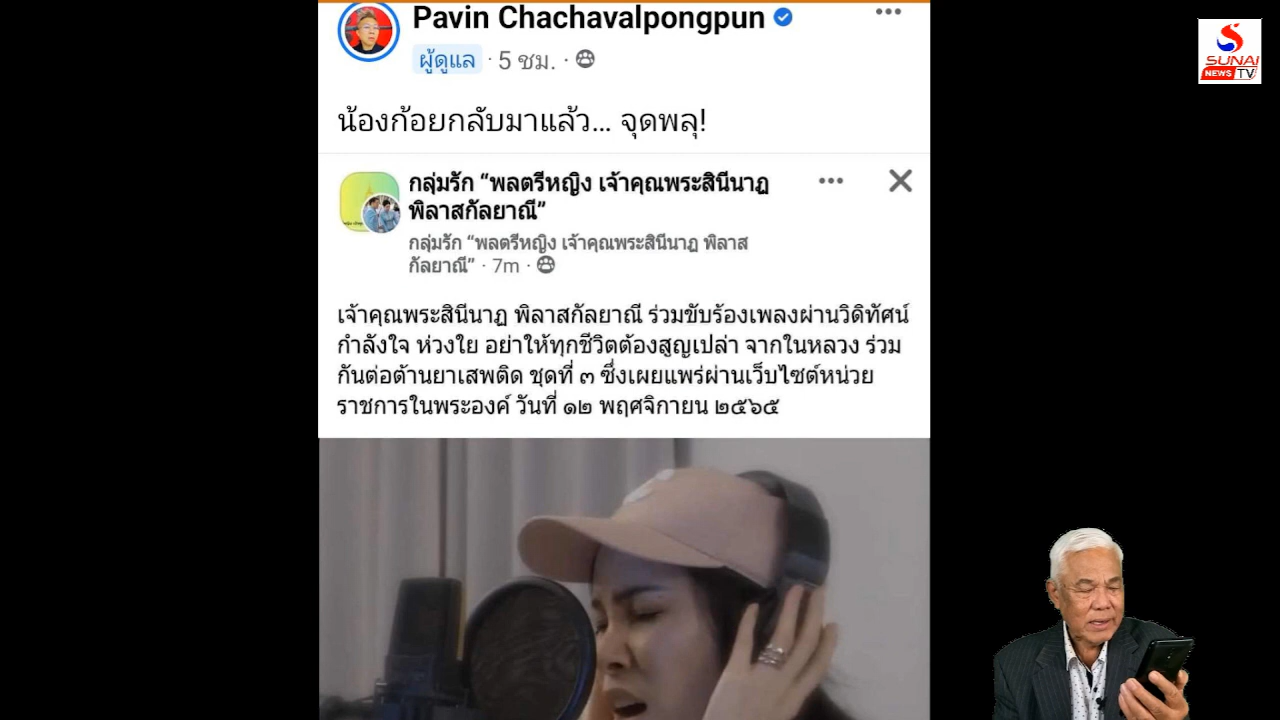 Pavin Chachavalpongpun
ผู้ดูแล · 5 ชม. ·
น้องก้อยกลับมาแล้ว... จุดพลุ!
กลุ่มรัก “พลตรีหญิง เจ้าคุณพระสินีนาฏ
พิลาสกัลยาณี”
กลุ่มรัก “พลตรีหญิง เจ้าคุณพระสินีนาฏ พิลาส
กัลยาณี” · 7m ·
เจ้าคุณพระสินีนาฏ พิลาสกัลยาณี ร่วมขับร้องเพลงผ่านวิดิทัศน์
กำลังใจ ห่วงใย อย่าให้ทุกชีวิตต้องสูญเปล่า จากในหลวง ร่วม
กันต่อต้านยาเสพติด ชุดที่ ๓ ซึ่งเผยแพร่ผ่านเว็บไซต์หน่วย
ราชการในพระองค์ วันที่ ๑๒ พฤศจิกายน ๒๕๖๕
SUNAI
NEWS TV